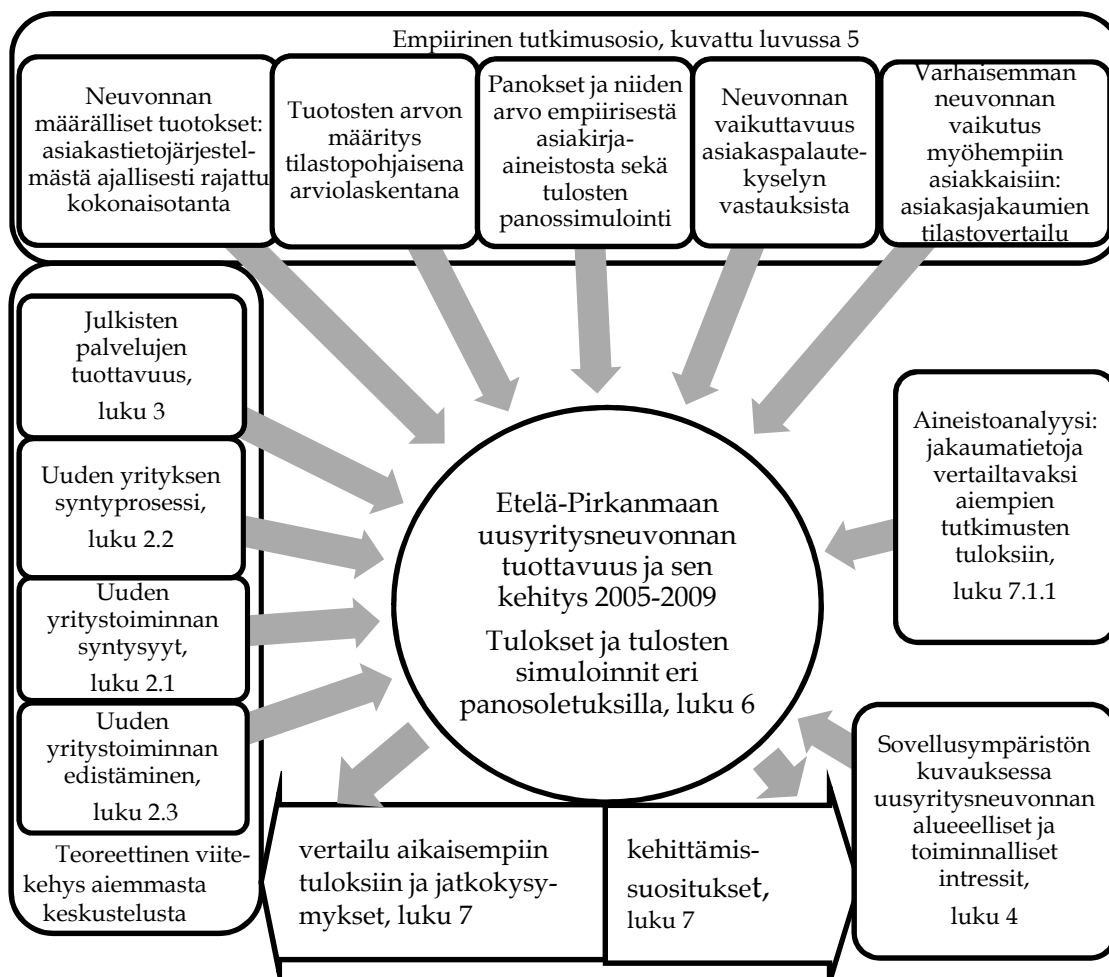 Empiirinen tutkimusosio, kuvattu luvussa 5
Neuvonnan
määrälliset tuotokset:
asiakastietojärjestel-
mästä ajallisesti rajattu
kokonaisotanta
Tuotosten arvon
määritys
tilastopohjaisena
arviolaskentana
Panokset ja niiden
arvo empiirisestä
asiakirja-
aineistosta sekä
tulosten
panossimulointi
Neuvonnan
vaikuttavuus
asiakaspalaute-
kyselyn
vastauksista
Varhaisemman
neuvonnan
vaikutus
myöhempiin
asiakkaisiin:
asiakasjakaumien
tilastovertailu
Julkisten
palvelujen
tuottavuus,
luku 3
Uuden yrityksen
syntyprosessi,
luku 2.2
Uuden
yritystoiminnan
syntysyyt,
luku 2.1
Uuden
yritystoiminnan
edistäminen,
luku 2.3
Teoreettinen viite-
kehys aiemmasta
keskustelusta
Etelä-Pirkanmaan
uusyritysneuvonnan
tuottavuus ja sen
kehitys 2005-2009
Tulokset ja tulosten
simuloinnit eri
panosoletuksilla, luku 6
Aineistoanalyysi:
jakaumatietoja
vertailtavaksi
aiempien
tutkimusten
tuloksiin,
luku 7.1.1
Sovellusympäristön
kuvauksessa
uusyritysneuvonnan
alueeelliset ja
toiminnalliset
intressit,
luku 4
vertailu aikaisempiin
tuloksiin ja jatkokysy-
mykset, luku 7
kehittämis-
suositukset,
luku 7